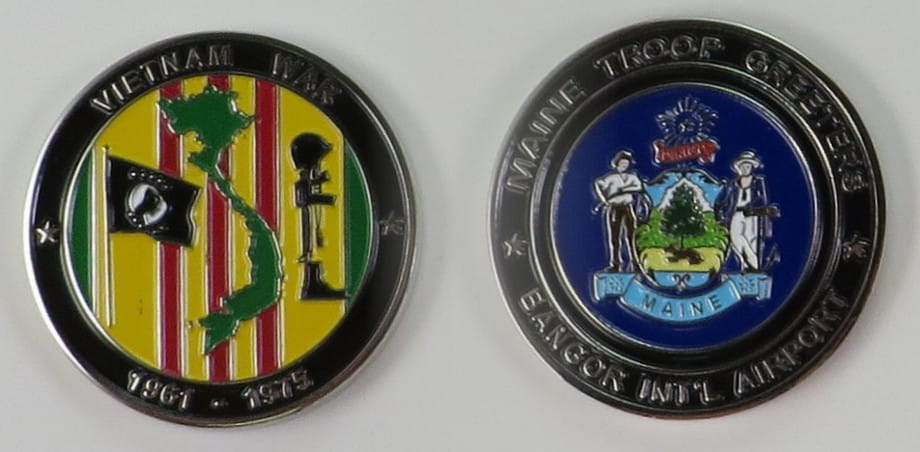 VIETNAM WAR
1961 - 1975
MAINE TROOP GREETERS
MAINE
BANGOR INT'L AIRPORT